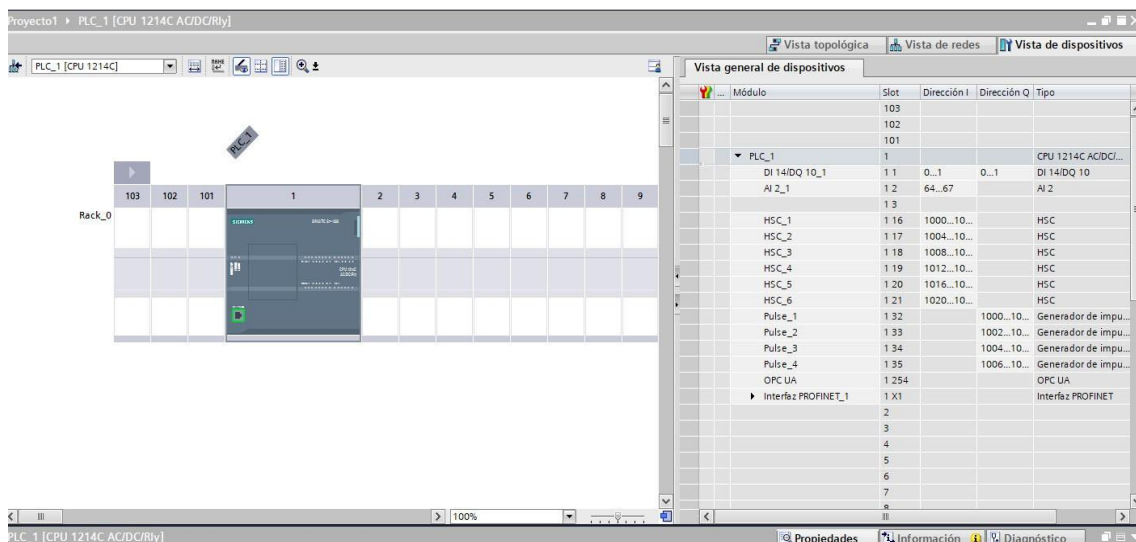 Proyecto1 ▸ PLC_1 [CPU 1214C AC/DC/Rly]
Vista topológica Vista de redes Vista de dispositivos
PLC_1 [CPU 1214C]
Vista general de dispositivos
Módulo Slot Dirección I Dirección Q Tipo
103
102
101
PLC_1 1 CPU 1214C AC/DC/...
DI 14/DQ 10_1 1 1 0...1 0...1 DI 14/DQ 10
AI 2_1 1 2 64...67 AI 2
1 3
HSC_1 1 16 1000...10... HSC
HSC_2 1 17 1004...10... HSC
HSC_3 1 18 1008...10... HSC
HSC_4 1 19 1012...10... HSC
HSC_5 1 20 1016...10... HSC
HSC_6 1 21 1020...10... HSC
Pulse_1 1 32 1000...10... Generador de impu...
Pulse_2 1 33 1002...10... Generador de impu...
Pulse_3 1 34 1004...10... Generador de impu...
Pulse_4 1 35 1006...10... Generador de impu...
OPC UA 1 254 OPC UA
Interfaz PROFINET_1 1 X1 Interfaz PROFINET
2
3
4
5
6
7
8
PLC_1
103 102 101 1 2 3 4 5 6 7 8 9
Rack_0
SIEMENS
100%
PLC_1 [CPU 1214C AC/DC/Rly]
Propiedades Información Diagnóstico